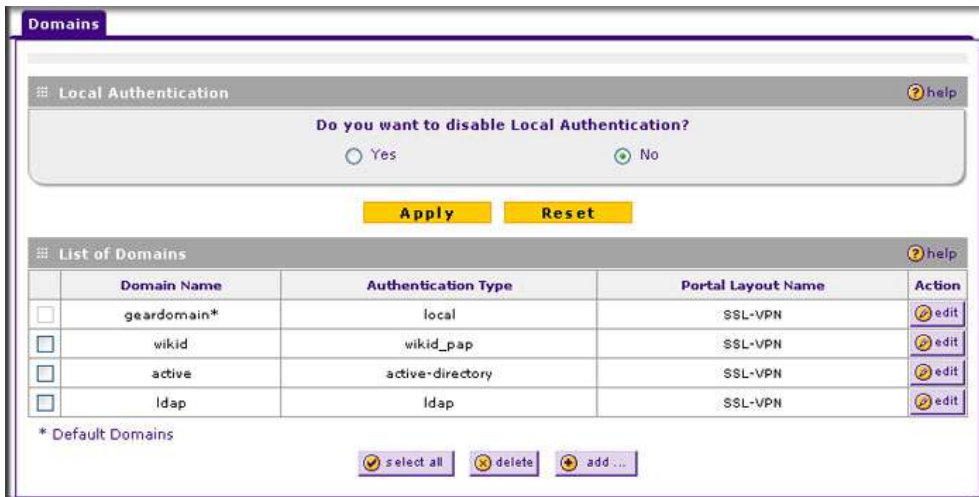 Domains
Local Authentication help
Do you want to disable Local Authentication?
Yes No
Apply Reset
List of Domains help
Domain Name Authentication Type Portal Layout Name Action
geardomain* local SSL-VPN edit
wikid wikid_pap SSL-VPN edit
active active-directory SSL-VPN edit
ldap ldap SSL-VPN edit
* Default Domains
select all delete add ...